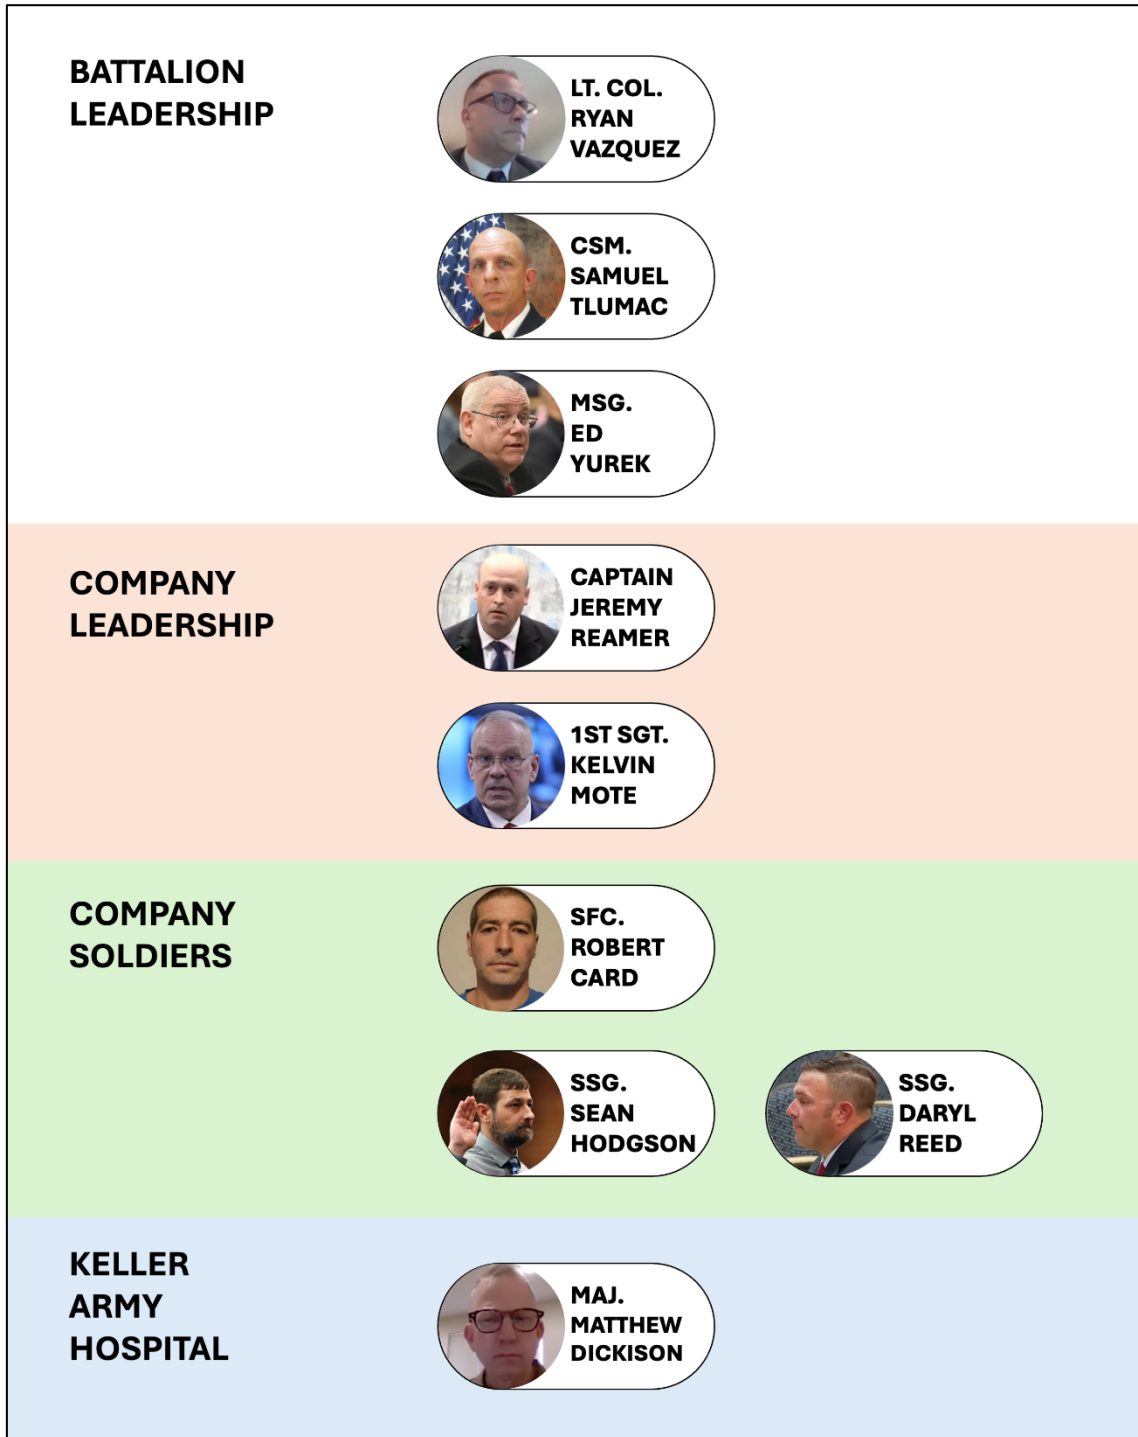 BATTALION
LEADERSHIP
LT. COL.
RYAN
VAZQUEZ
CSM.
SAMUEL
TLUMAC
MSG.
ED
YUREK
COMPANY
LEADERSHIP
CAPTAIN
JEREMY
REAMER
1ST SGT.
KELVIN
MOTE
COMPANY
SOLDIERS
SFC.
ROBERT
CARD
SSG.
SEAN
HODGSON
SSG.
DARYL
REED
KELLER
ARMY
HOSPITAL
MAJ.
MATTHEW
DICKISON